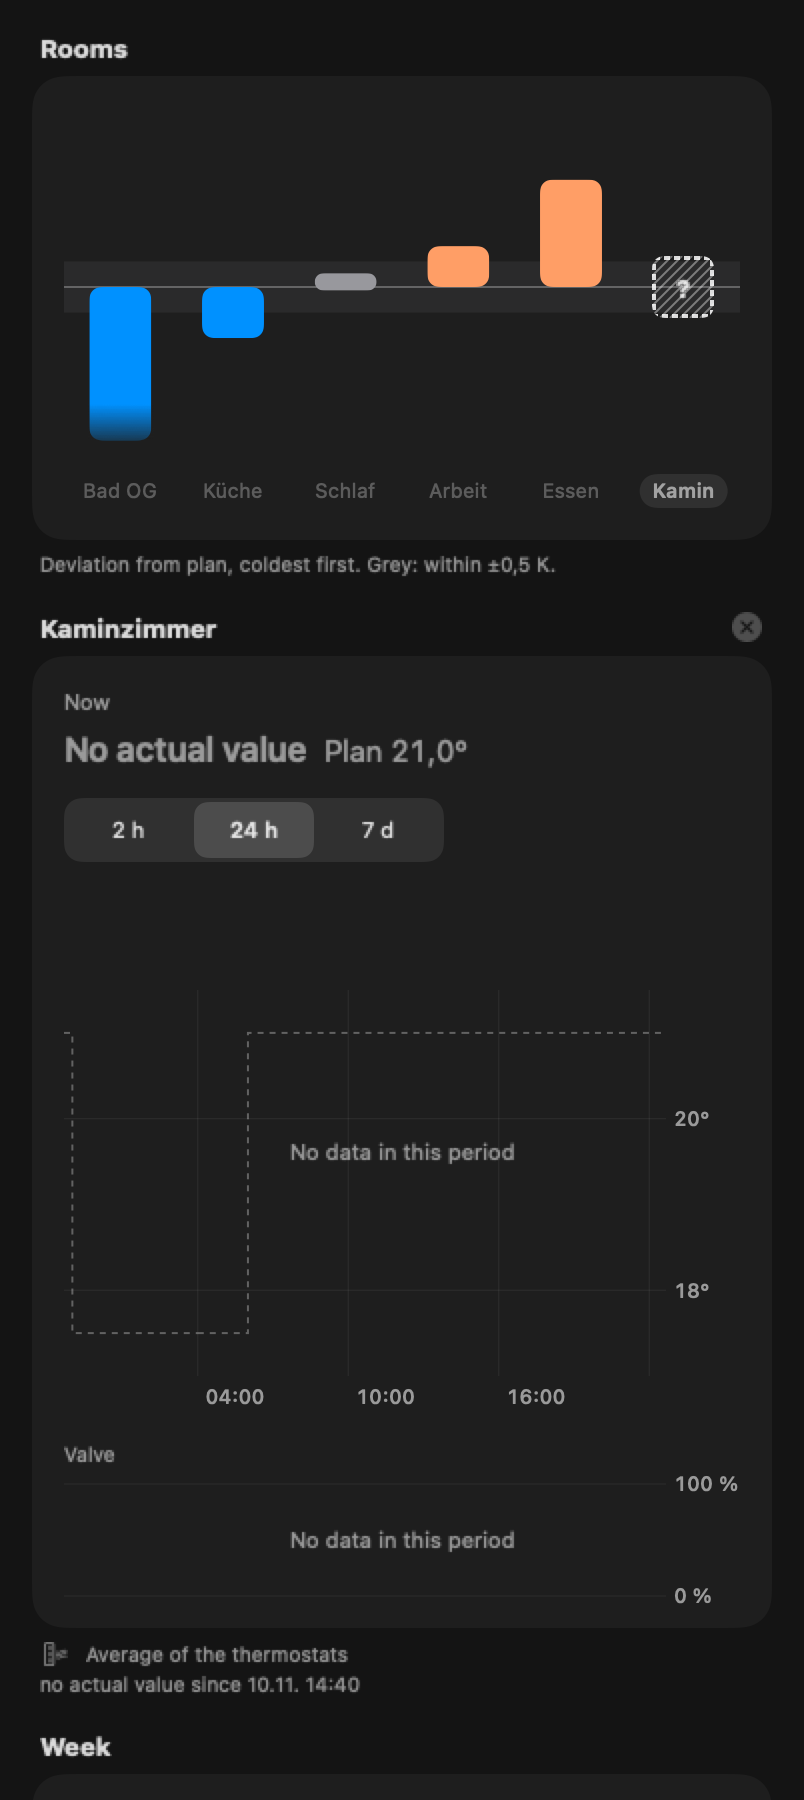 Rooms
?
Bad OG Küche Schlaf Arbeit Essen Kamin
Deviation from plan, coldest first. Grey: within ±0,5 K.
Kaminzimmer
Now
No actual value Plan 21,0°
2 h 24 h 7 d
20°
No data in this period
18°
04:00 10:00 16:00
Valve
100 %
No data in this period
0 %
Average of the thermostats
no actual value since 10.11. 14:40
Week